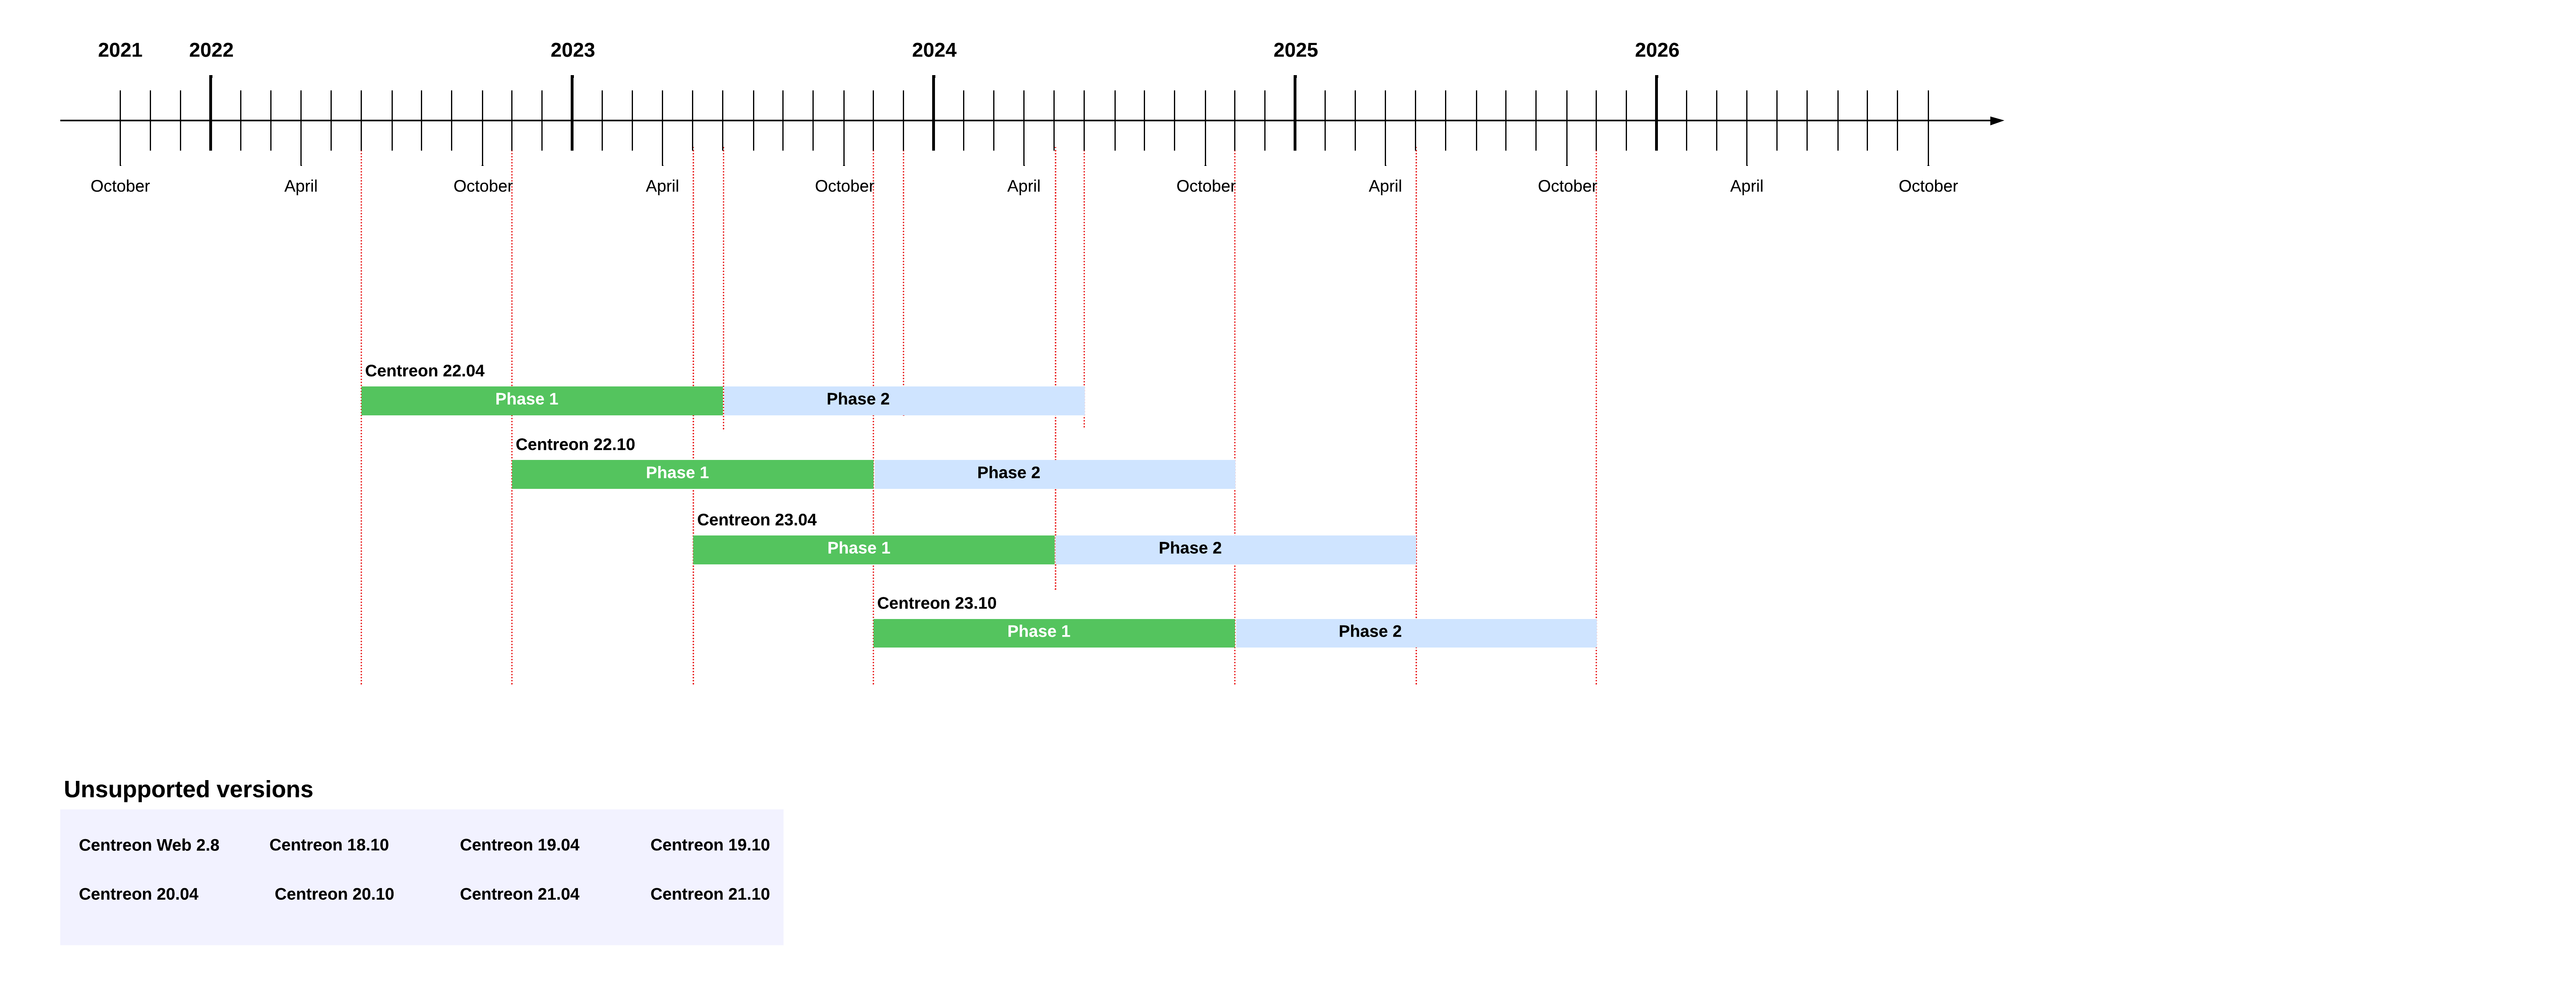 2021 2022 2023 2024 2025 2026
October April October April October April October April October April October
Centreon 22.04
Phase 1 Phase 2
Centreon 22.10
Phase 1 Phase 2
Centreon 23.04
Phase 1 Phase 2
Centreon 23.10
Phase 1 Phase 2
Unsupported versions
Centreon Web 2.8 Centreon 18.10 Centreon 19.04 Centreon 19.10
Centreon 20.04 Centreon 20.10 Centreon 21.04 Centreon 21.10